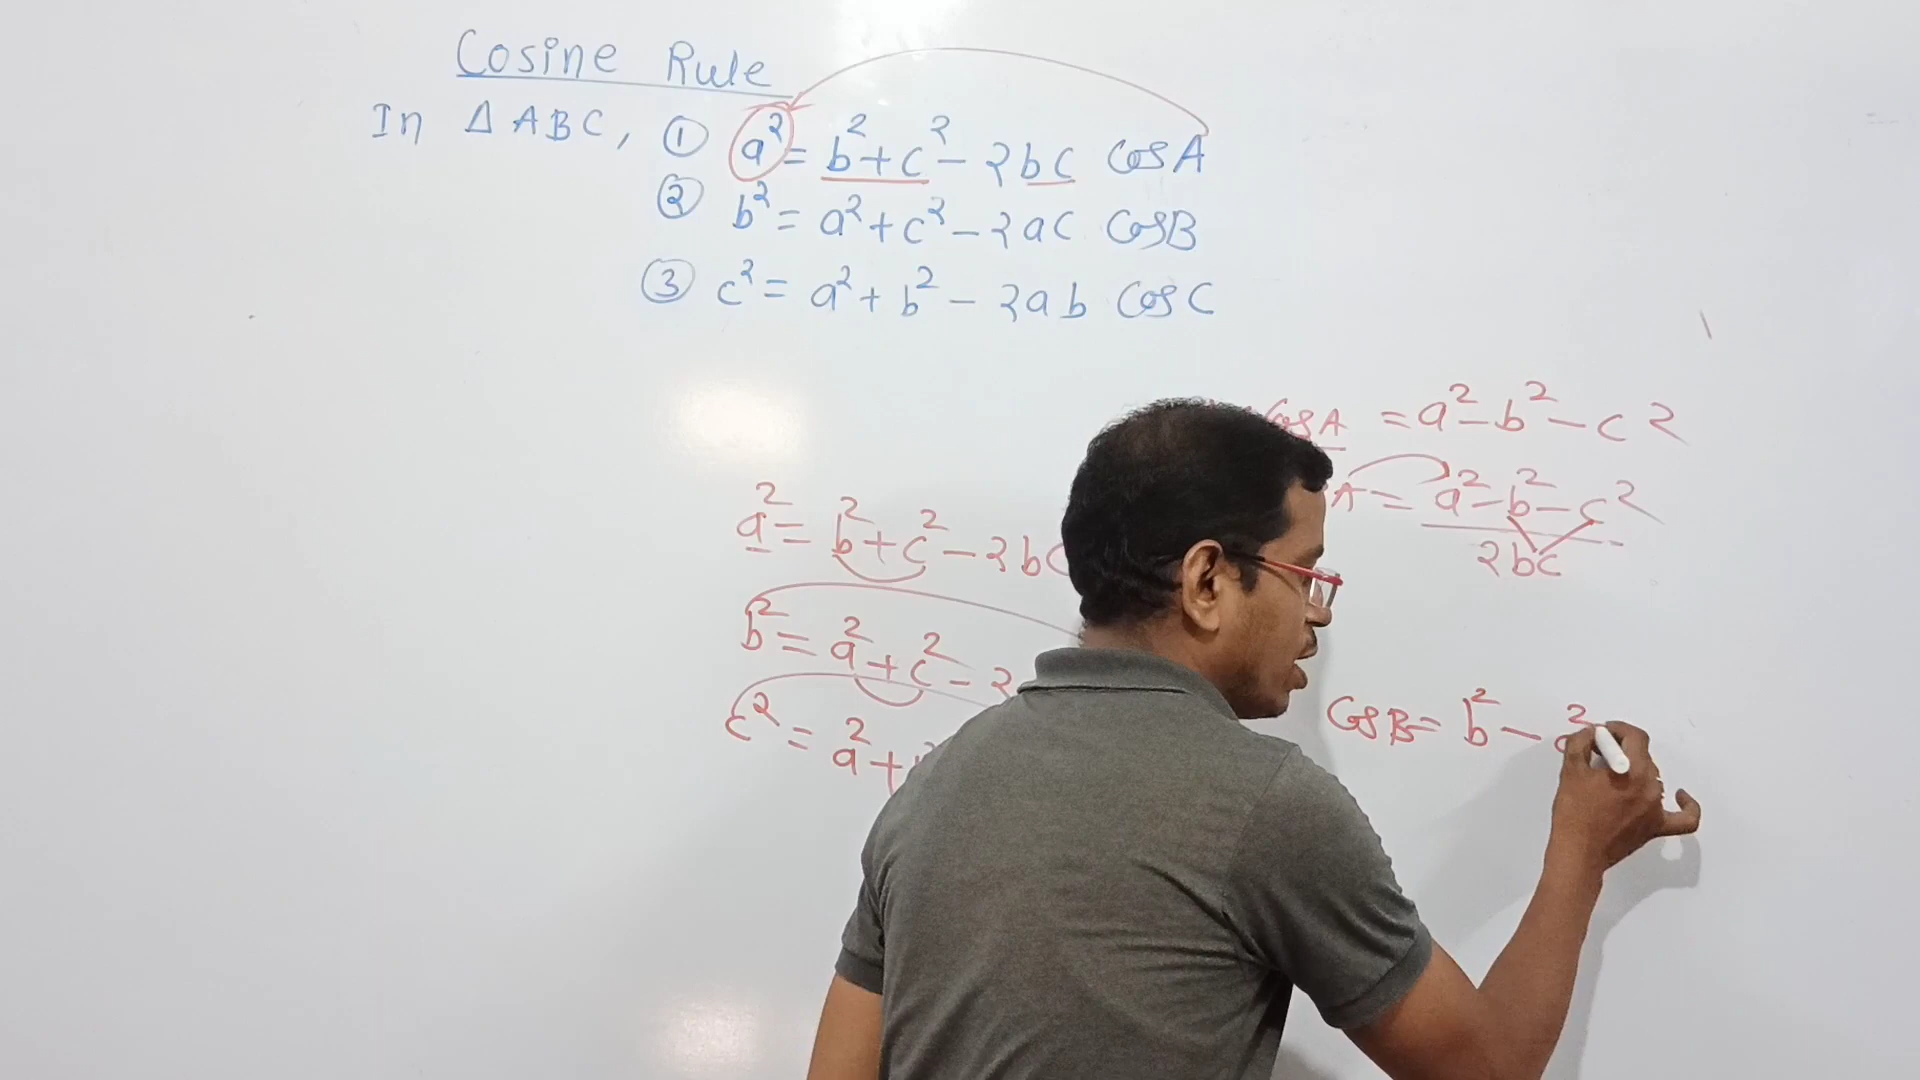 Cosine Rule
In Δ ABC, ① a² = b² + c² - 2bc cosA
② b² = a² + c² - 2ac cosB
③ c² = a² + b² - 2ab cosC
cosA = a² - b² - c²
A = a² - b² - c²
2bc
a² = b² + c² - 2bc
b² = a² + c² - 2
c² = a² +
cosB = b² -